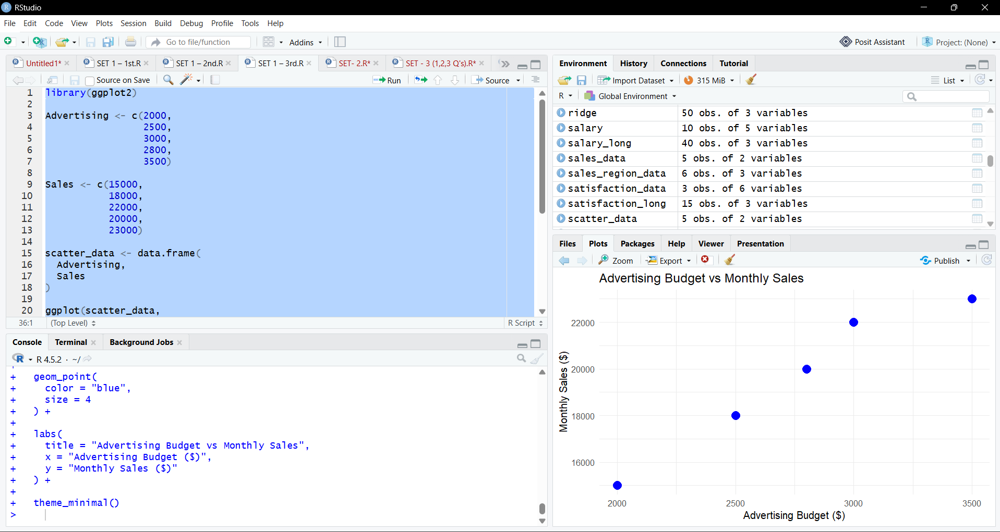 RStudio
File Edit Code View Plots Session Build Debug Profile Tools Help
Go to file/function Addins Posit Assistant Project: (None)
Untitled1* SET 1 – 1st.R SET 1 – 2nd.R SET 1 – 3rd.R SET- 2.R* SET - 3 (1,2,3 Q's).R*
Source on Save Run Source
1 library(ggplot2)
2
3 Advertising <- c(2000,
4 2500,
5 3000,
6 2800,
7 3500)
8
9 Sales <- c(15000,
10 18000,
11 22000,
12 20000,
13 23000)
14
15 scatter_data <- data.frame(
16 Advertising,
17 Sales
18 )
19
20 ggplot(scatter_data,
36:1 (Top Level) R Script
Console Terminal Background Jobs
R 4.5.2 · ~/
+ geom_point(
+ color = "blue",
+ size = 4
+ ) +
+
+ labs(
+ title = "Advertising Budget vs Monthly Sales",
+ x = "Advertising Budget ($)",
+ y = "Monthly Sales ($)"
+ ) +
+
+ theme_minimal()
>
Environment History Connections Tutorial
Import Dataset 315 MiB List
R Global Environment
ridge 50 obs. of 3 variables
salary 10 obs. of 5 variables
salary_long 40 obs. of 3 variables
sales_data 5 obs. of 2 variables
sales_region_data 6 obs. of 3 variables
satisfaction_data 3 obs. of 6 variables
satisfaction_long 15 obs. of 3 variables
scatter_data 5 obs. of 2 variables
Files Plots Packages Help Viewer Presentation
Zoom Export Publish
Advertising Budget vs Monthly Sales
Monthly Sales ($)
22000
20000
18000
16000
2000 2500 3000 3500
Advertising Budget ($)